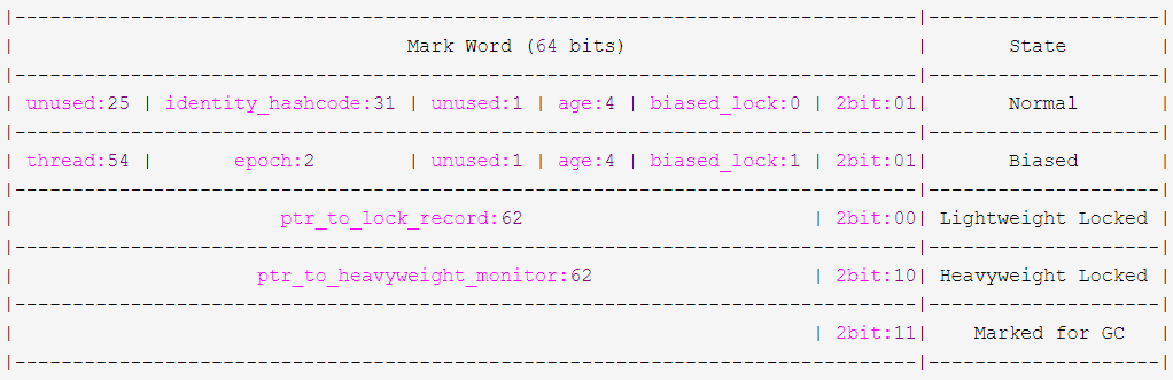 |------------------------------------------------------------------------------|--------------------|
| Mark Word (64 bits) | State |
|------------------------------------------------------------------------------|--------------------|
| unused:25 | identity_hashcode:31 | unused:1 | age:4 | biased_lock:0 | 2bit:01| Normal |
|------------------------------------------------------------------------------|--------------------|
| thread:54 | epoch:2 | unused:1 | age:4 | biased_lock:1 | 2bit:01| Biased |
|------------------------------------------------------------------------------|--------------------|
| ptr_to_lock_record:62 | 2bit:00| Lightweight Locked |
|------------------------------------------------------------------------------|--------------------|
| ptr_to_heavyweight_monitor:62 | 2bit:10| Heavyweight Locked |
|------------------------------------------------------------------------------|--------------------|
| | 2bit:11| Marked for GC |
|------------------------------------------------------------------------------|--------------------|